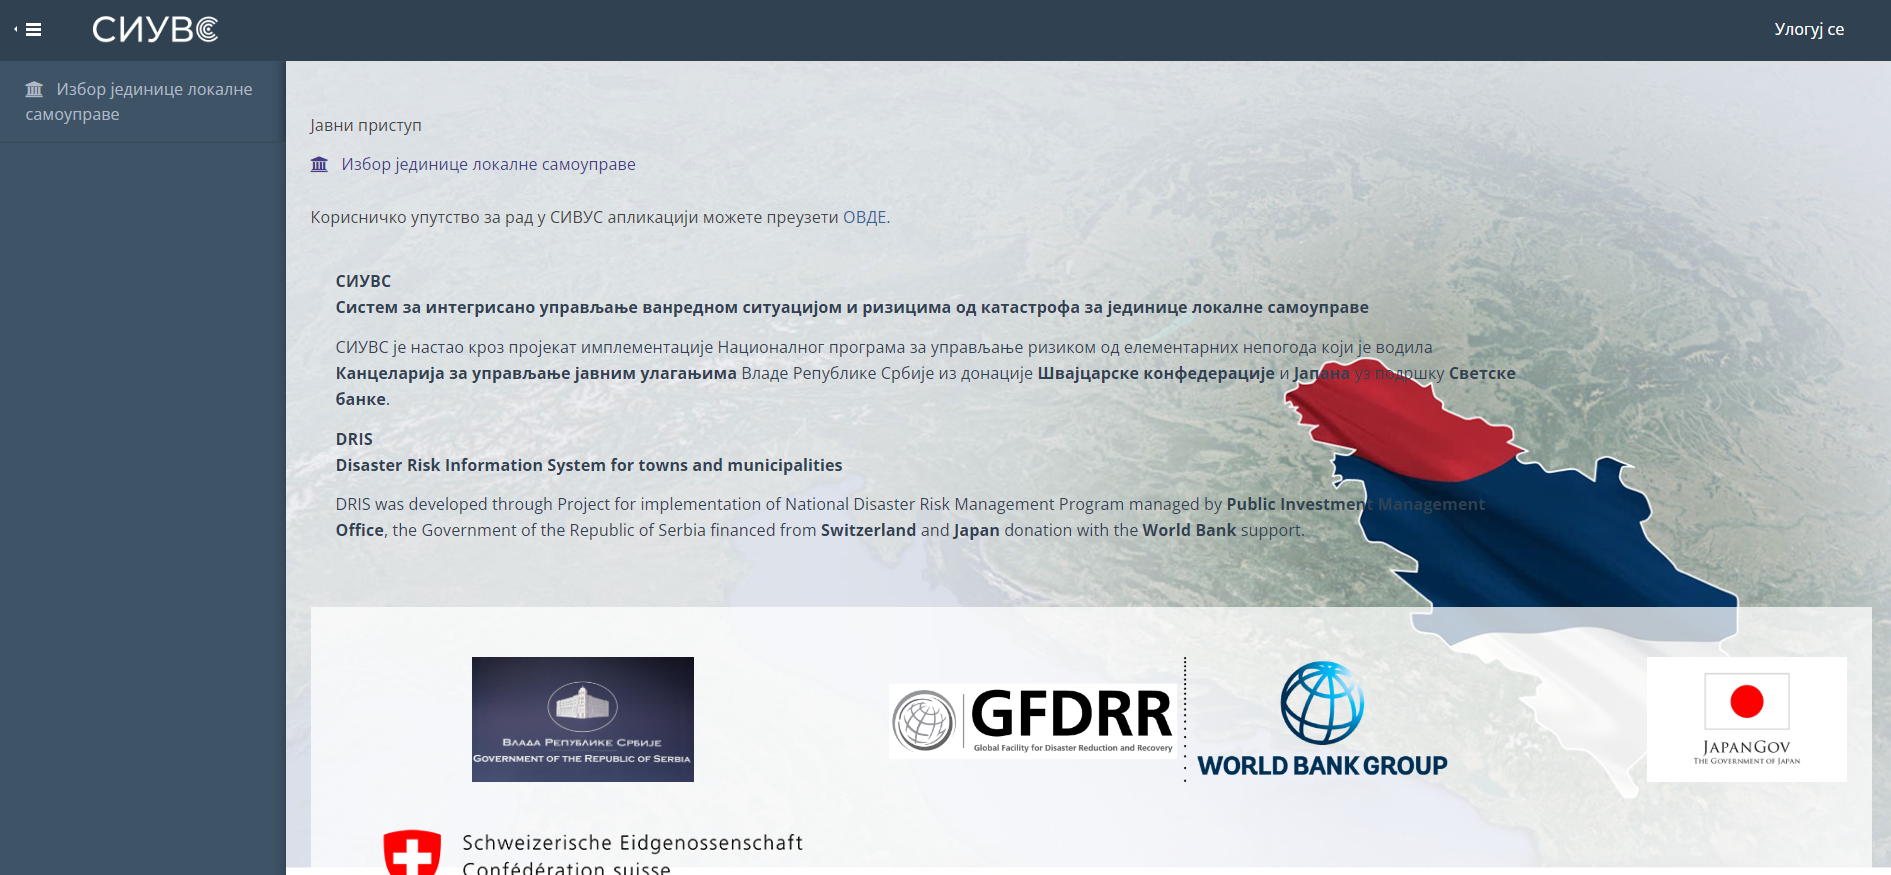 СИУВС
Улогуј се
Избор јединице локалне
самоуправе
Јавни приступ
Избор јединице локалне самоуправе
Корисничко упутство за рад у СИВУС апликацији можете преузети ОВДЕ.
СИУВС
Систем за интегрисано управљање ванредном ситуацијом и ризицима од катастрофа за јединице локалне самоуправе
СИУВС је настао кроз пројекат имплементације Националног програма за управљање ризиком од елементарних непогода који је водила
Канцеларија за управљање јавним улагањима Владе Републике Србије из донације Швајцарске конфедерације и Јапана уз подршку Светске
банке.
DRIS
Disaster Risk Information System for towns and municipalities
DRIS was developed through Project for implementation of National Disaster Risk Management Program managed by Public Investment Management
Office, the Government of the Republic of Serbia financed from Switzerland and Japan donation with the World Bank support.
Влада Републике Србије
Government of the Republic of Serbia
GFDRR
Global Facility for Disaster Reduction and Recovery
WORLD BANK GROUP
JapanGov
The Government of Japan
Schweizerische Eidgenossenschaft
Confédération suisse